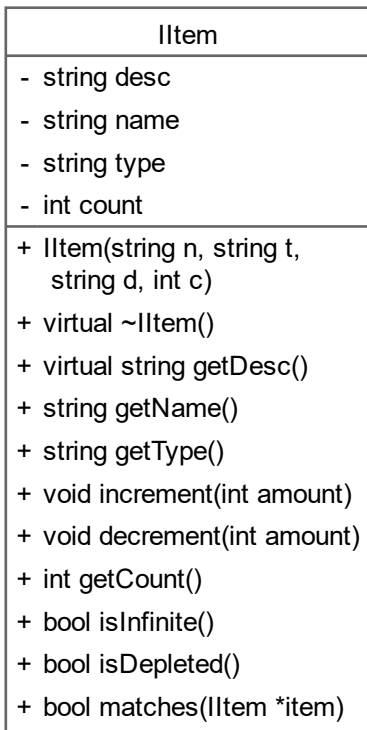 IItem
- string desc
- string name
- string type
- int count
+ IItem(string n, string t,
string d, int c)
+ virtual ~IItem()
+ virtual string getDesc()
+ string getName()
+ string getType()
+ void increment(int amount)
+ void decrement(int amount)
+ int getCount()
+ bool isInfinite()
+ bool isDepleted()
+ bool matches(IItem *item)